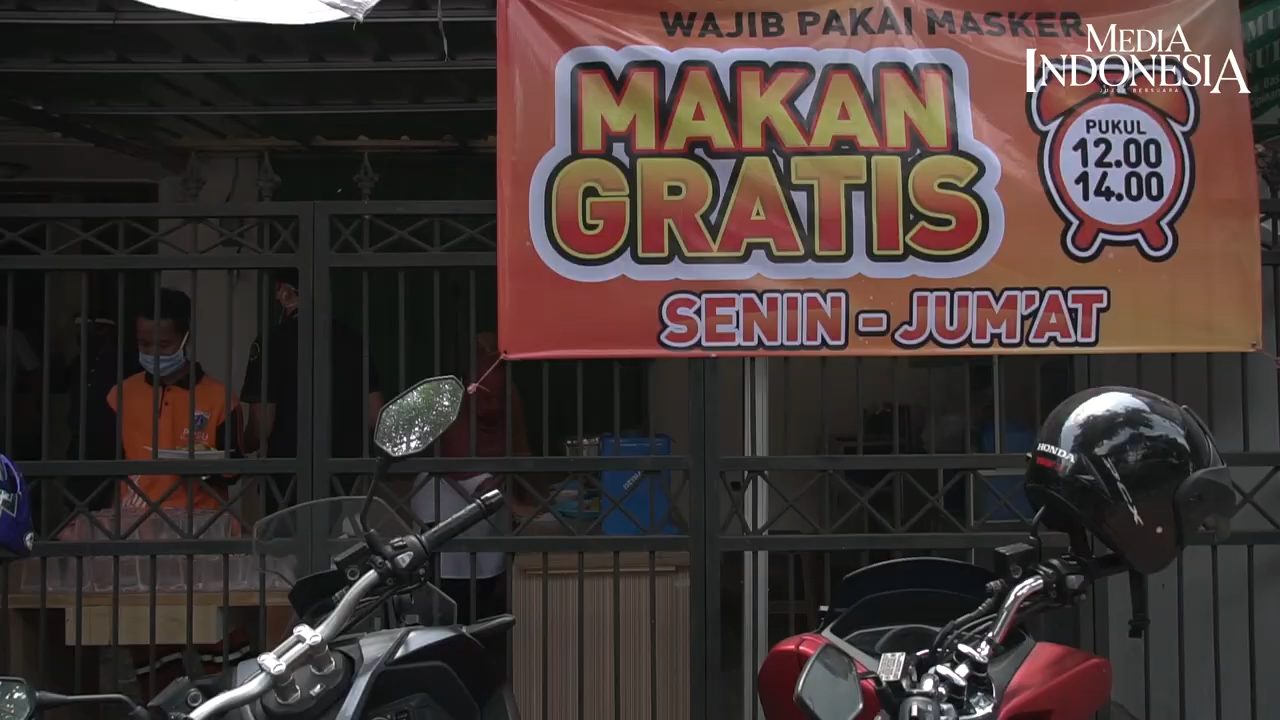 WAJIB PAKAI MASKER
MEDIA
INDONESIA
MAKAN
GRATIS
PUKUL
12.00
14.00
SENIN - JUM'AT
HONDA